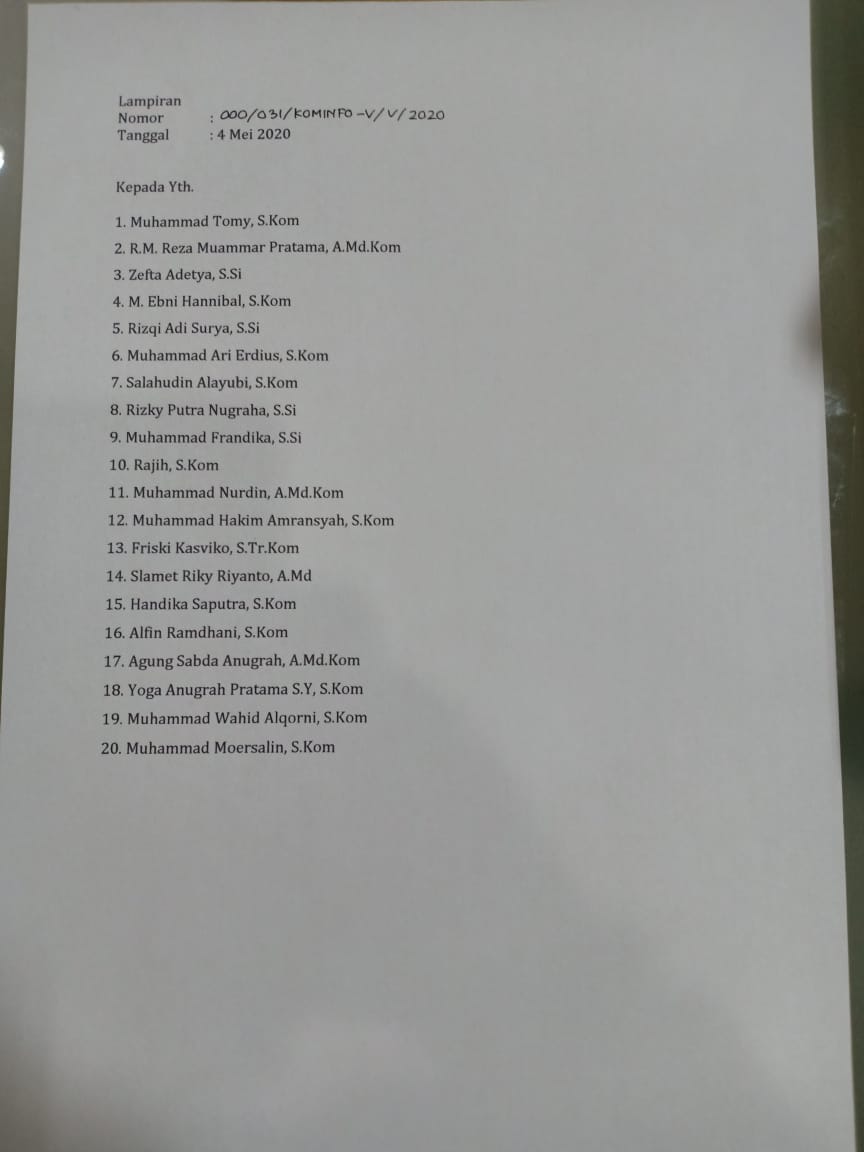 Lampiran
Nomor : 000/031/KOMINFO-V/V/2020
Tanggal : 4 Mei 2020
Kepada Yth.
1. Muhammad Tomy, S.Kom
2. R.M. Reza Muammar Pratama, A.Md.Kom
3. Zefta Adetya, S.Si
4. M. Ebni Hannibal, S.Kom
5. Rizqi Adi Surya, S.Si
6. Muhammad Ari Erdius, S.Kom
7. Salahudin Alayubi, S.Kom
8. Rizky Putra Nugraha, S.Si
9. Muhammad Frandika, S.Si
10. Rajih, S.Kom
11. Muhammad Nurdin, A.Md.Kom
12. Muhammad Hakim Amransyah, S.Kom
13. Friski Kasviko, S.Tr.Kom
14. Slamet Riky Riyanto, A.Md
15. Handika Saputra, S.Kom
16. Alfin Ramdhani, S.Kom
17. Agung Sabda Anugrah, A.Md.Kom
18. Yoga Anugrah Pratama S.Y, S.Kom
19. Muhammad Wahid Alqorni, S.Kom
20. Muhammad Moersalin, S.Kom